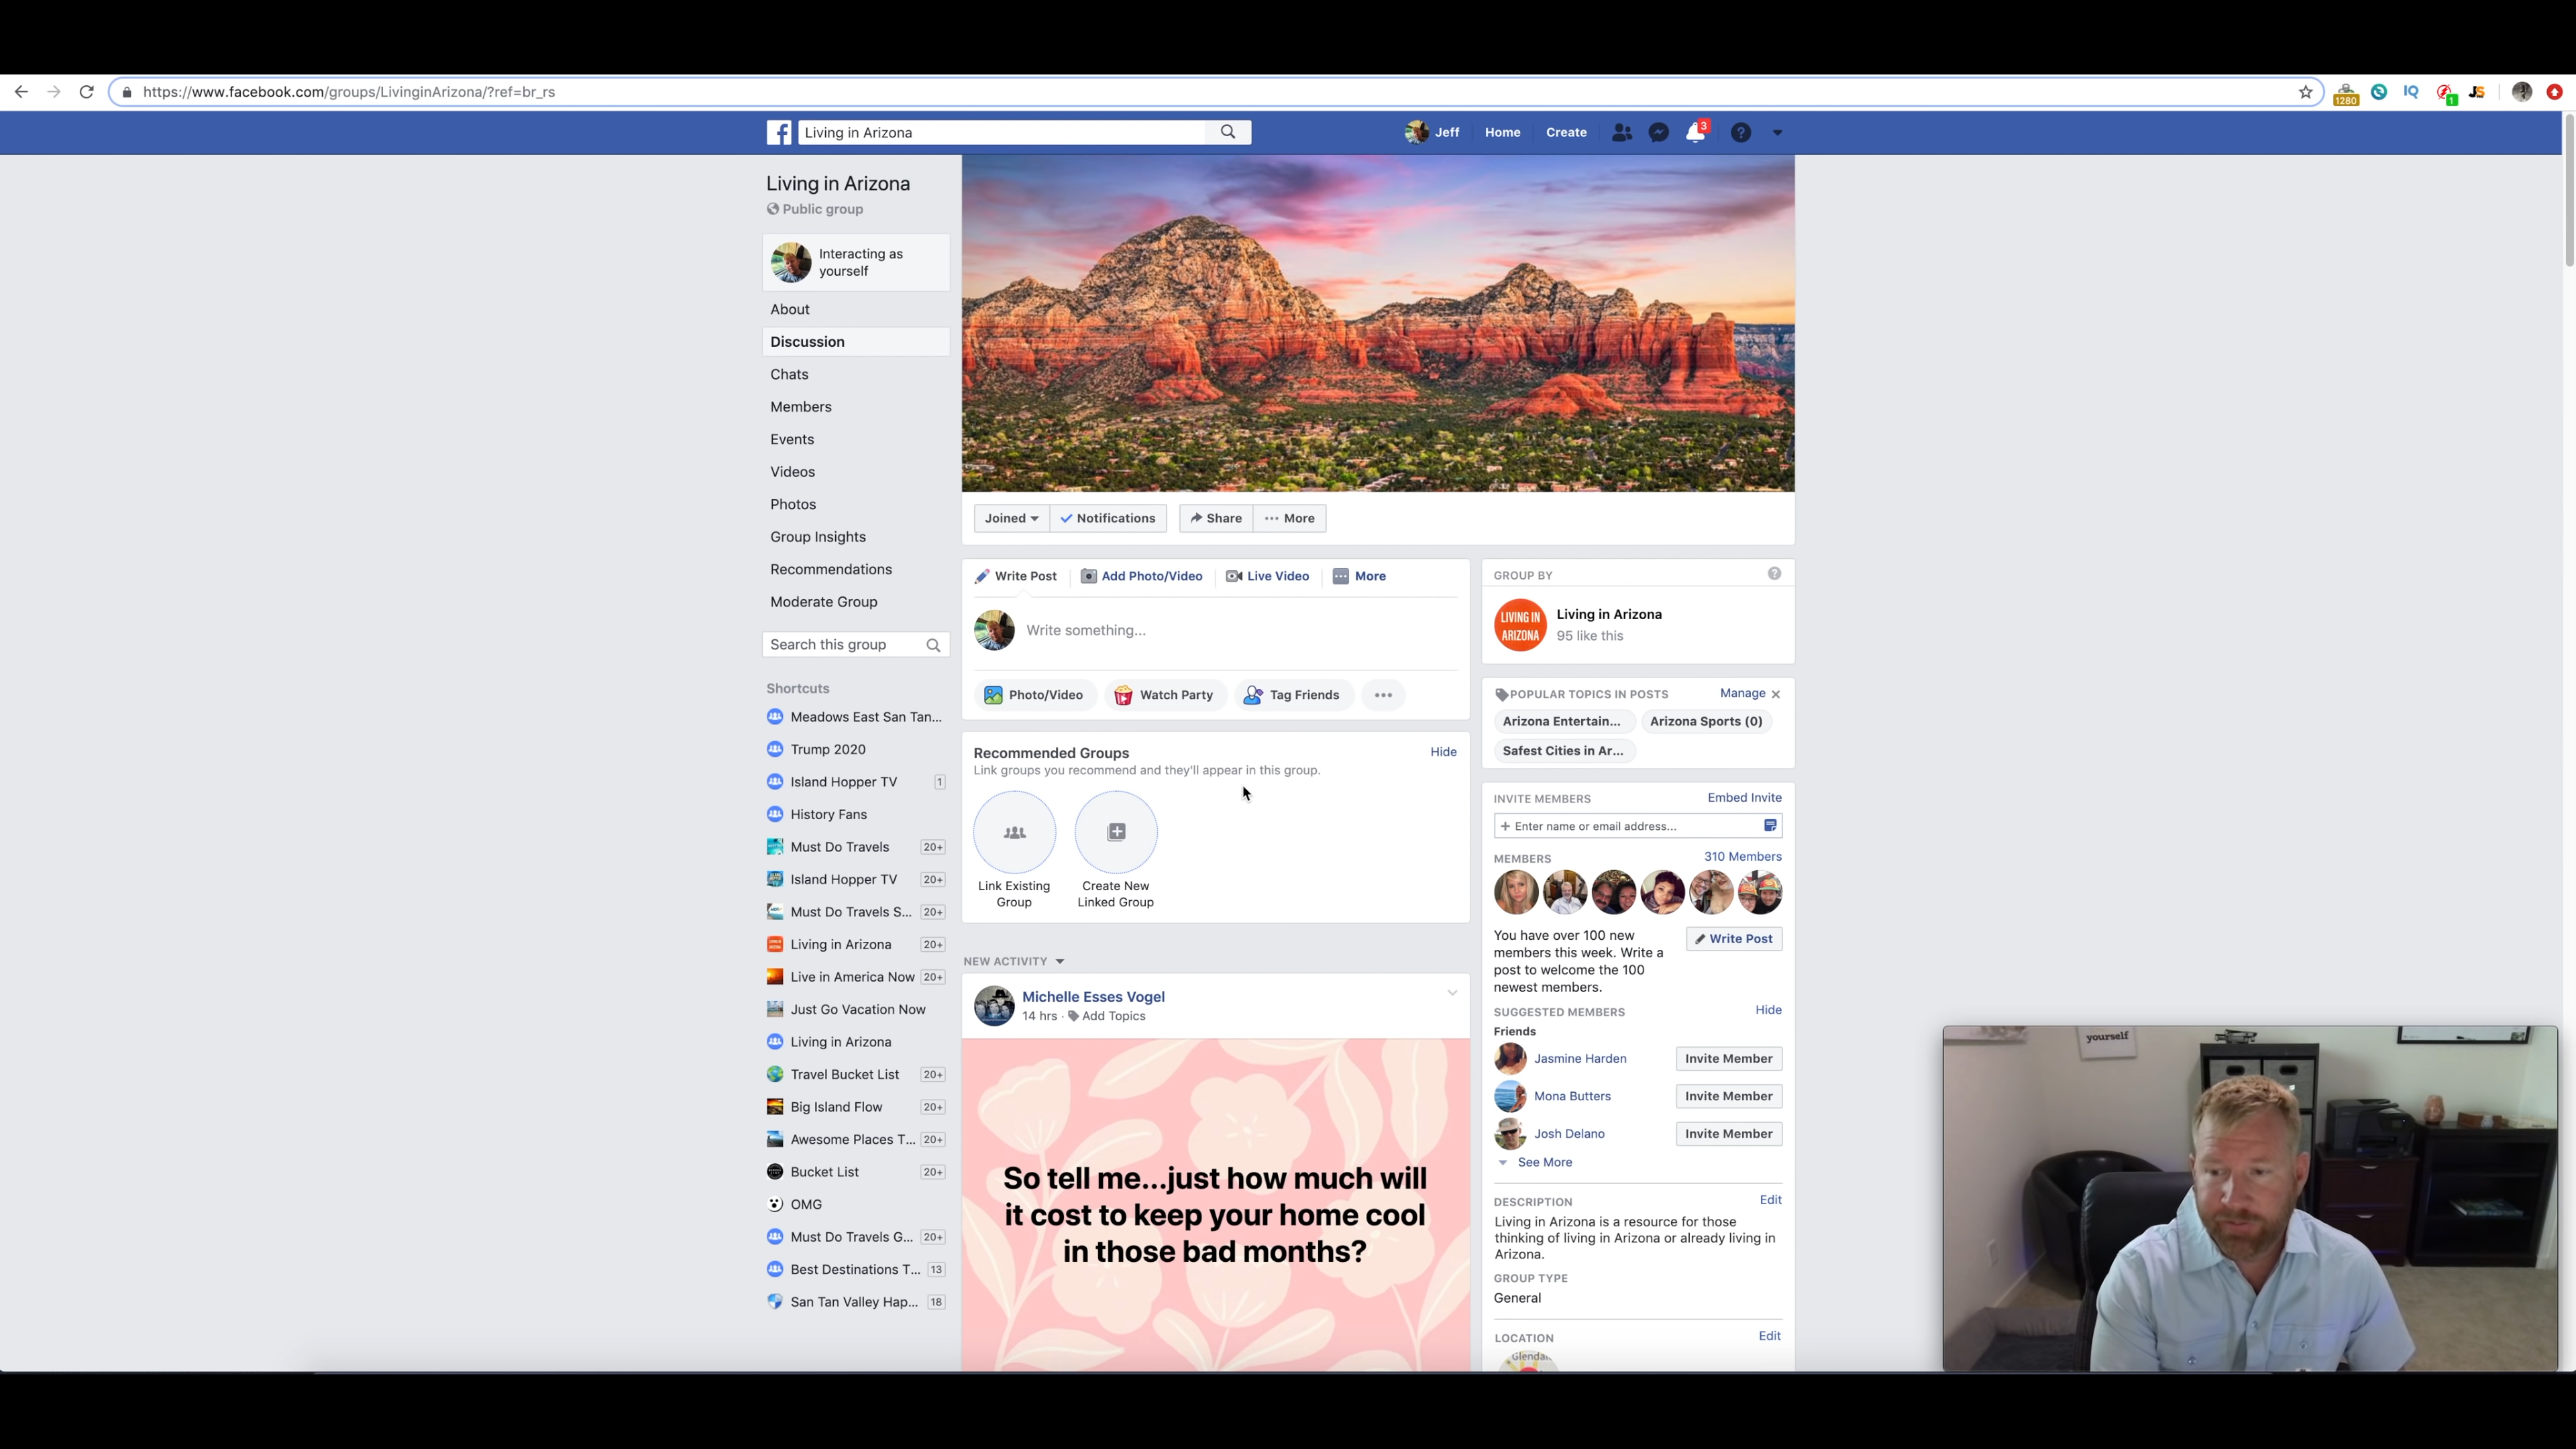 https://www.facebook.com/groups/LivinginArizona/?ref=br_rs
1280
IQ
1
JS
Living in Arizona
Jeff
Home
Create
3
Living in Arizona
Public group
Interacting as
yourself
About
Discussion
Chats
Members
Events
Videos
Photos
Group Insights
Recommendations
Moderate Group
Search this group
Shortcuts
Meadows East San Tan...
Trump 2020
Island Hopper TV 1
History Fans
Must Do Travels 20+
Island Hopper TV 20+
Must Do Travels S... 20+
Living in Arizona 20+
Live in America Now 20+
Just Go Vacation Now
Living in Arizona
Travel Bucket List 20+
Big Island Flow 20+
Awesome Places T... 20+
Bucket List 20+
OMG
Must Do Travels G... 20+
Best Destinations T... 13
San Tan Valley Hap... 18
Joined
Notifications
Share
More
Write Post
Add Photo/Video
Live Video
More
Write something...
Photo/Video
Watch Party
Tag Friends
Recommended Groups
Hide
Link groups you recommend and they'll appear in this group.
Link Existing
Group
Create New
Linked Group
NEW ACTIVITY
Michelle Esses Vogel
14 hrs · Add Topics
So tell me...just how much will
it cost to keep your home cool
in those bad months?
GROUP BY
LIVING IN
ARIZONA
Living in Arizona
95 like this
POPULAR TOPICS IN POSTS
Manage
Arizona Entertain...
Arizona Sports (0)
Safest Cities in Ar...
INVITE MEMBERS
Embed Invite
+ Enter name or email address...
MEMBERS
310 Members
You have over 100 new
members this week. Write a
post to welcome the 100
newest members.
Write Post
SUGGESTED MEMBERS
Hide
Friends
Jasmine Harden
Invite Member
Mona Butters
Invite Member
Josh Delano
Invite Member
See More
DESCRIPTION
Edit
Living in Arizona is a resource for those
thinking of living in Arizona or already living in
Arizona.
GROUP TYPE
General
LOCATION
Edit
yourself